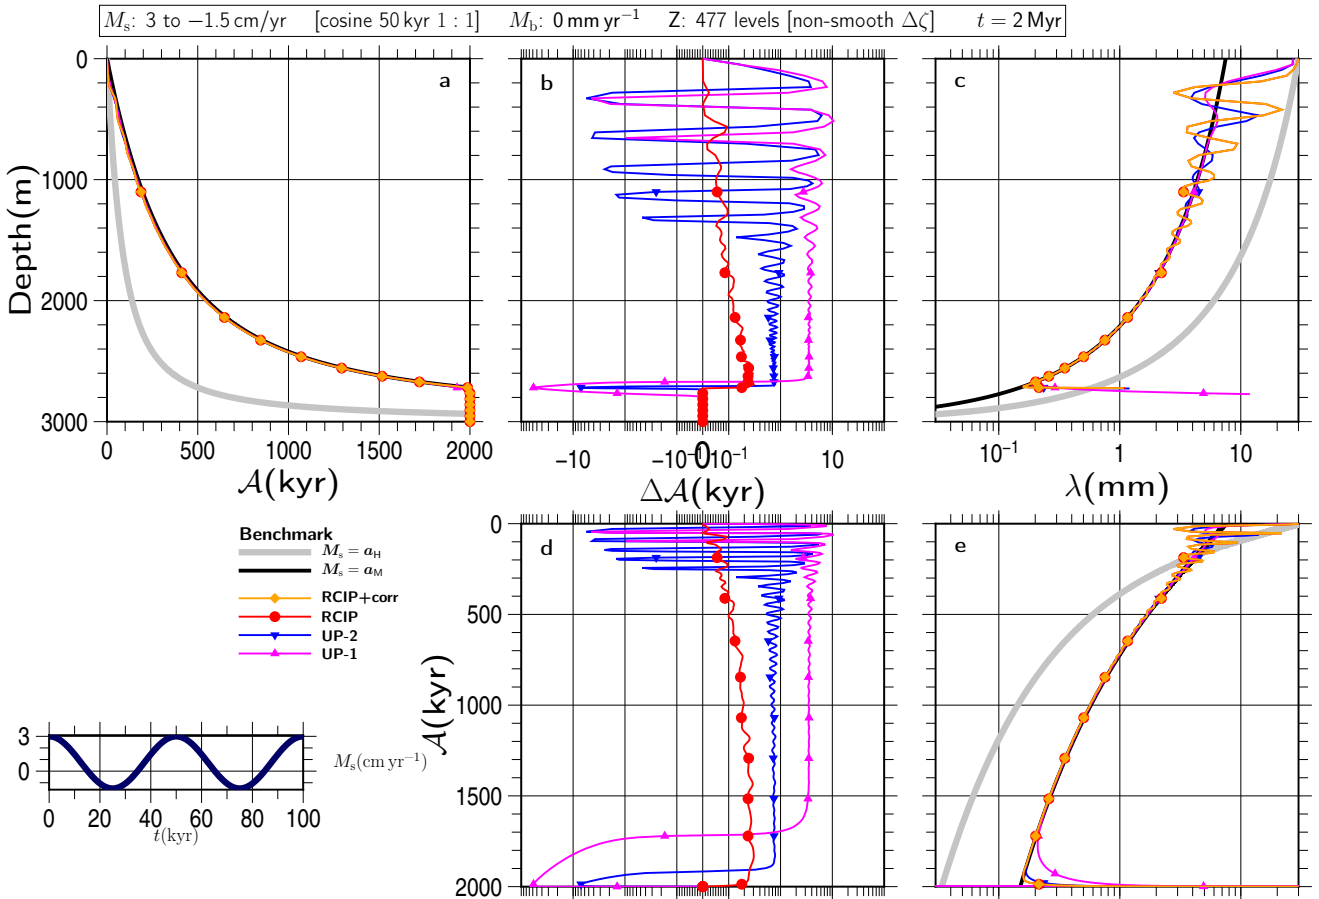 Mₛ: 3 to −1.5 cm/yr [cosine 50 kyr 1 : 1] M_b: 0 mm yr⁻¹ Z: 477 levels [non-smooth Δζ] t = 2 Myr
a
b
c
0
1000
2000
3000
Depth(m)
0 500 1000 1500 2000
𝒜(kyr)
−10 −10⁻¹ 0 10⁻¹ 10
Δ𝒜(kyr)
10⁻¹ 1 10
λ(mm)
Benchmark
Mₛ = a_H
Mₛ = a_M
RCIP+corr
RCIP
UP-2
UP-1
d
e
0
500
1000
1500
2000
𝒜(kyr)
3
0
Mₛ(cm yr⁻¹)
0 20 40 60 80 100
t(kyr)